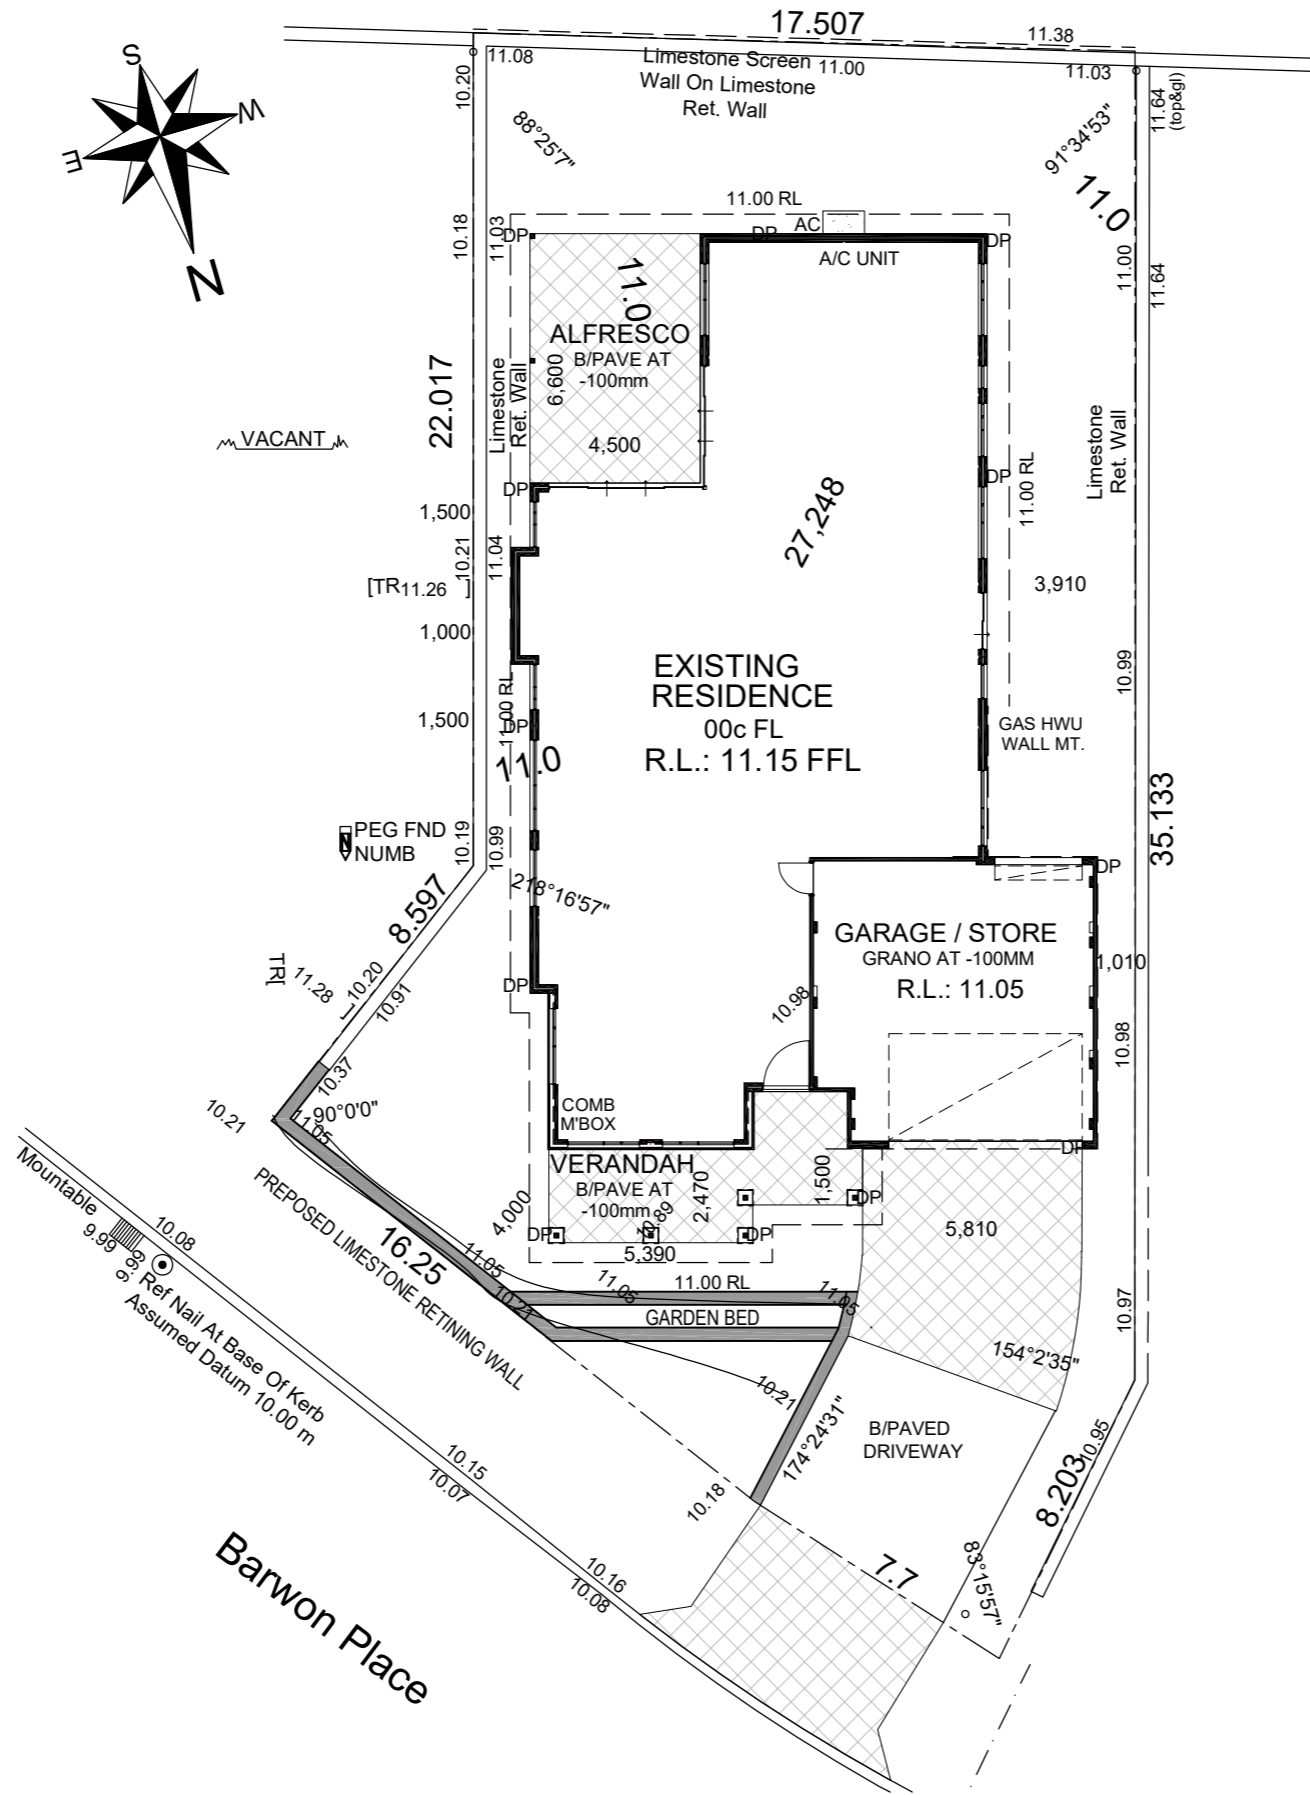 17.507
11.38
S
W
E
N
10.20
11.08
Limestone Screen
Wall On Limestone
Ret. Wall
11.00
11.03
11.64
(top&gl)
88°25'7"
91°34'53"
11.0
11.00 RL
10.18
11.03
DP
DP
AC
DP
A/C UNIT
11.00
11.64
11.0
ALFRESCO
B/PAVE AT
-100mm
6,600
4,500
22.017
Limestone
Ret. Wall
VACANT
Limestone
Ret. Wall
DP
DP
11.00 RL
1,500
27,248
10.21
11.04
[TR11.26 ]
3,910
1,000
EXISTING
RESIDENCE
00c FL
R.L.: 11.15 FFL
10.99
1,500
11.00 RL
DP
11.0
GAS HWU
WALL MT.
35.133
PEG FND
NUMB
10.19
10.99
8.597
218°16'57"
DP
GARAGE / STORE
GRANO AT -100MM
R.L.: 11.05
1,010
TR[ 11.28 ]
10.20
10.91
DP
10.98
10.98
10.37
10.21
11.05
90°0'0"
COMB
M'BOX
DP
VERANDAH
B/PAVE AT
-100mm
10.89
2,470
1,500
DP
4,000
DP
DP
5,390
5,810
PREPOSED LIMESTONE RETINING WALL
16.25
11.05
11.05
11.00 RL
11.05
10.21
GARDEN BED
10.97
Mountable
9.99
10.08
Ref Nail At Base Of Kerb
Assumed Datum 10.00 m
154°2'35"
10.21
174°24'31"
B/PAVED
DRIVEWAY
10.95
8.203
10.15
10.07
10.18
10.16
10.08
7.7
83°15'57"
Barwon Place